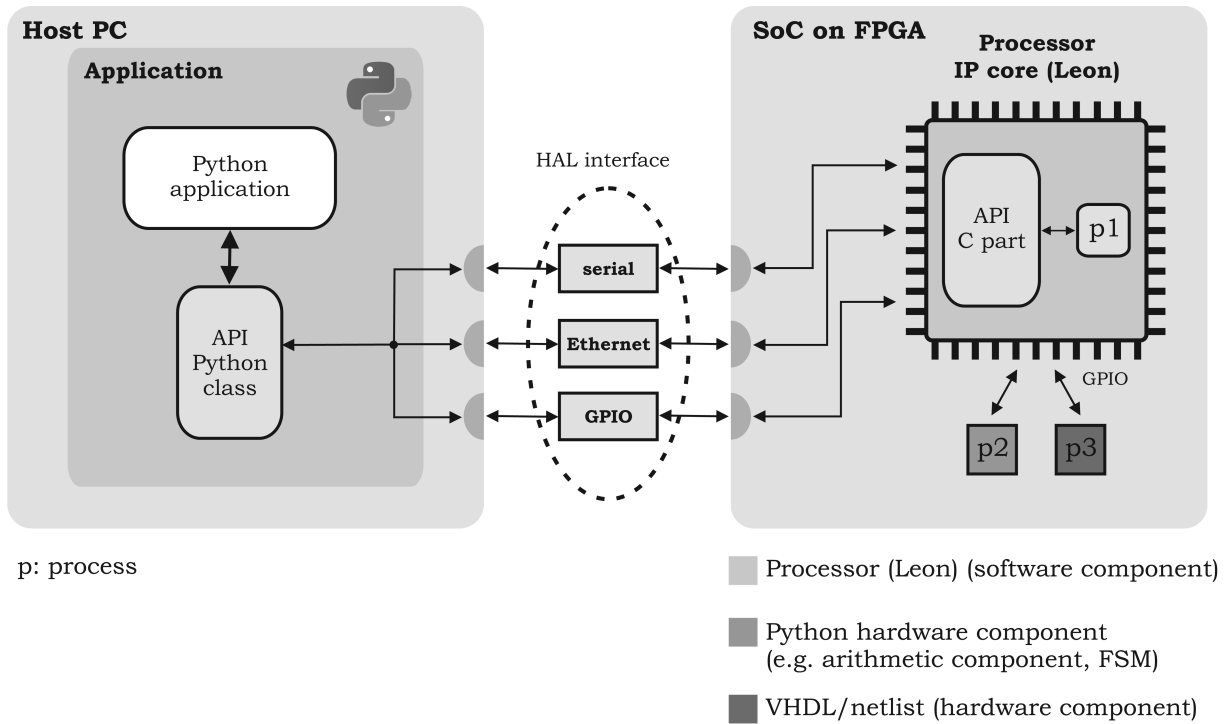 Host PC
Application
Python
application
API
Python
class
HAL interface
serial
Ethernet
GPIO
SoC on FPGA
Processor
IP core (Leon)
API
C part
p1
GPIO
p2
p3
p: process
Processor (Leon) (software component)
Python hardware component
(e.g. arithmetic component, FSM)
VHDL/netlist (hardware component)